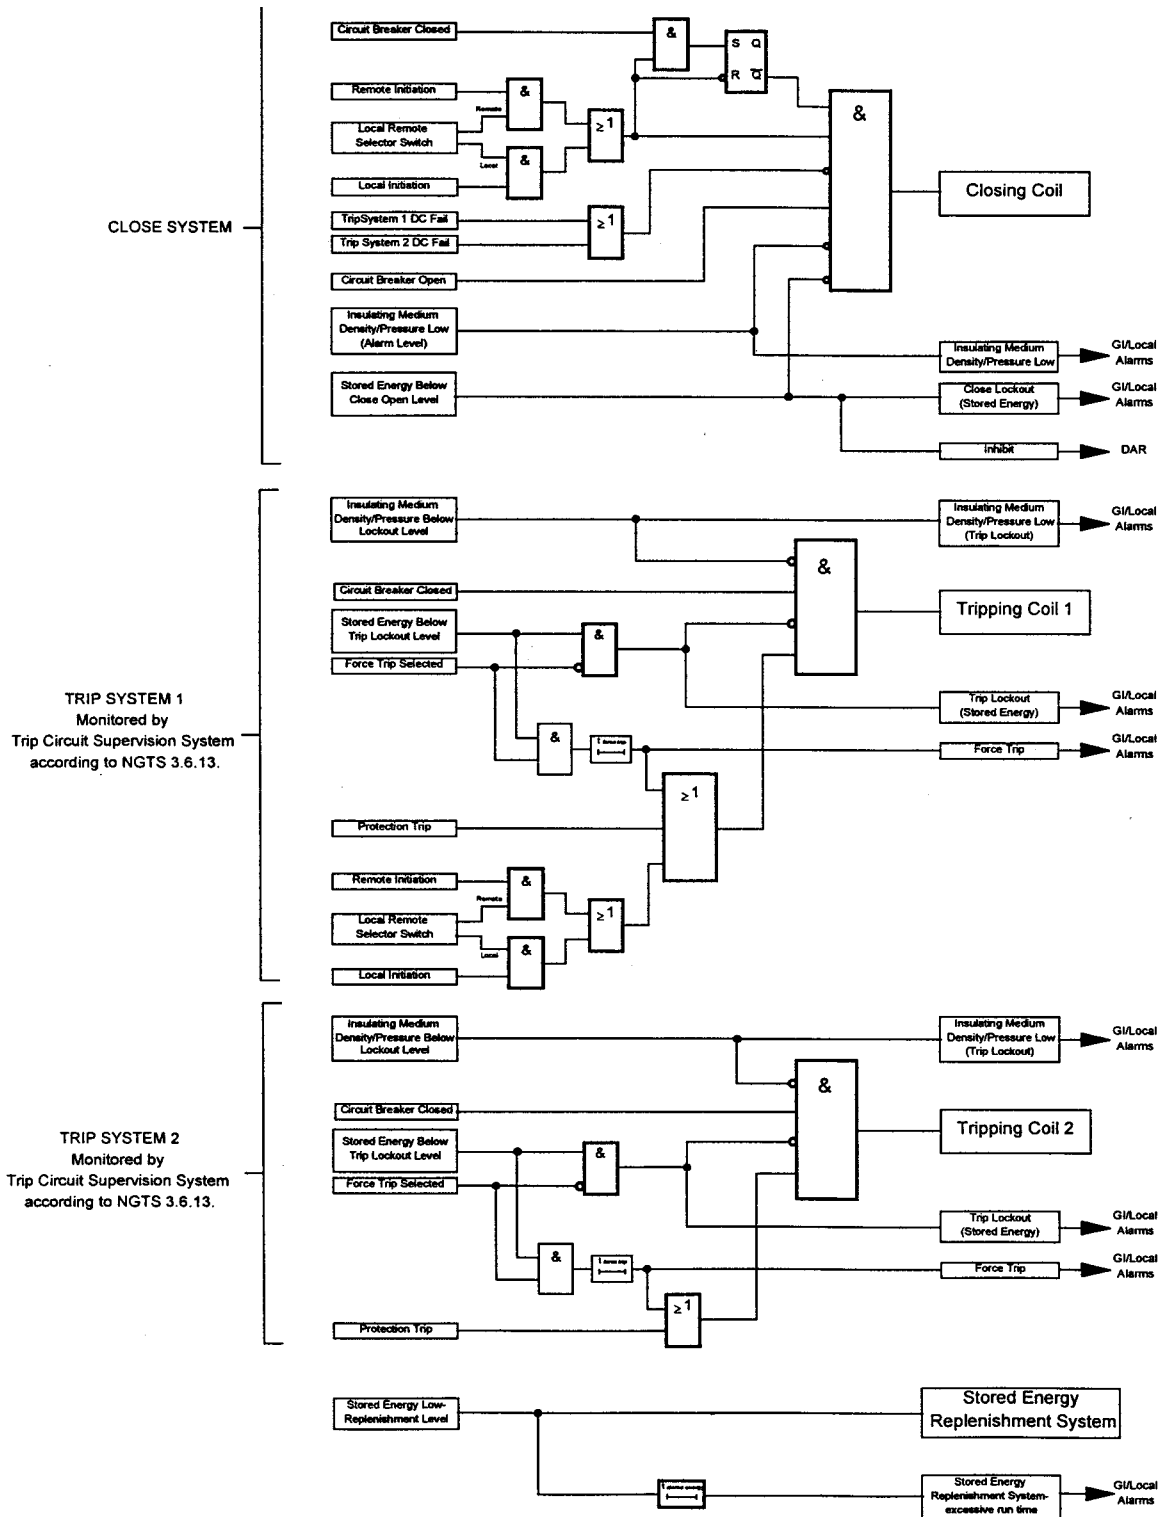 Circuit Breaker Closed
&
S Q
R Q̅
Remote Initiation
&
Remote
Local Remote
Selector Switch
≥1
&
Local
&
Local Initiation
Closing Coil
TripSystem 1 DC Fail
≥1
Trip System 2 DC Fail
CLOSE SYSTEM
Circuit Breaker Open
Insulating Medium
Density/Pressure Low
(Alarm Level)
Insulating Medium
Density/Pressure Low
GI/Local
Alarms
Stored Energy Below
Close Open Level
Close Lockout
(Stored Energy)
GI/Local
Alarms
Inhibit
DAR
Insulating Medium
Density/Pressure Below
Lockout Level
Insulating Medium
Density/Pressure Low
(Trip Lockout)
GI/Local
Alarms
&
Circuit Breaker Closed
Tripping Coil 1
Stored Energy Below
Trip Lockout Level
&
Force Trip Selected
TRIP SYSTEM 1
Monitored by
Trip Circuit Supervision System
according to NGTS 3.6.13.
Trip Lockout
(Stored Energy)
GI/Local
Alarms
&
t
Force Trip
GI/Local
Alarms
≥1
Protection Trip
Remote Initiation
&
Remote
Local Remote
Selector Switch
≥1
Local
&
Local Initiation
Insulating Medium
Density/Pressure Below
Lockout Level
Insulating Medium
Density/Pressure Low
(Trip Lockout)
GI/Local
Alarms
&
Circuit Breaker Closed
Tripping Coil 2
TRIP SYSTEM 2
Monitored by
Trip Circuit Supervision System
according to NGTS 3.6.13.
Stored Energy Below
Trip Lockout Level
&
Force Trip Selected
Trip Lockout
(Stored Energy)
GI/Local
Alarms
&
t
Force Trip
GI/Local
Alarms
≥1
Protection Trip
Stored Energy Low-
Replenishment Level
Stored Energy
Replenishment System
t
Stored Energy
Replenishment System-
excessive run time
GI/Local
Alarms